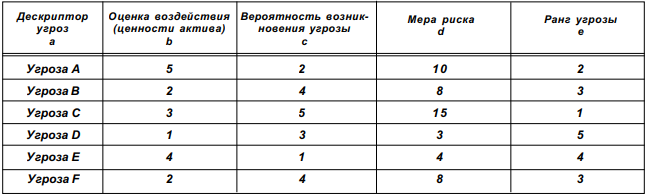 Дескриптор Оценка воздействия Вероятность возник- Мера риска Ранг угрозы
угроз (ценности актива) новения угрозы d e
a b c
Угроза A 5 2 10 2
Угроза B 2 4 8 3
Угроза C 3 5 15 1
Угроза D 1 3 3 5
Угроза E 4 1 4 4
Угроза F 2 4 8 3